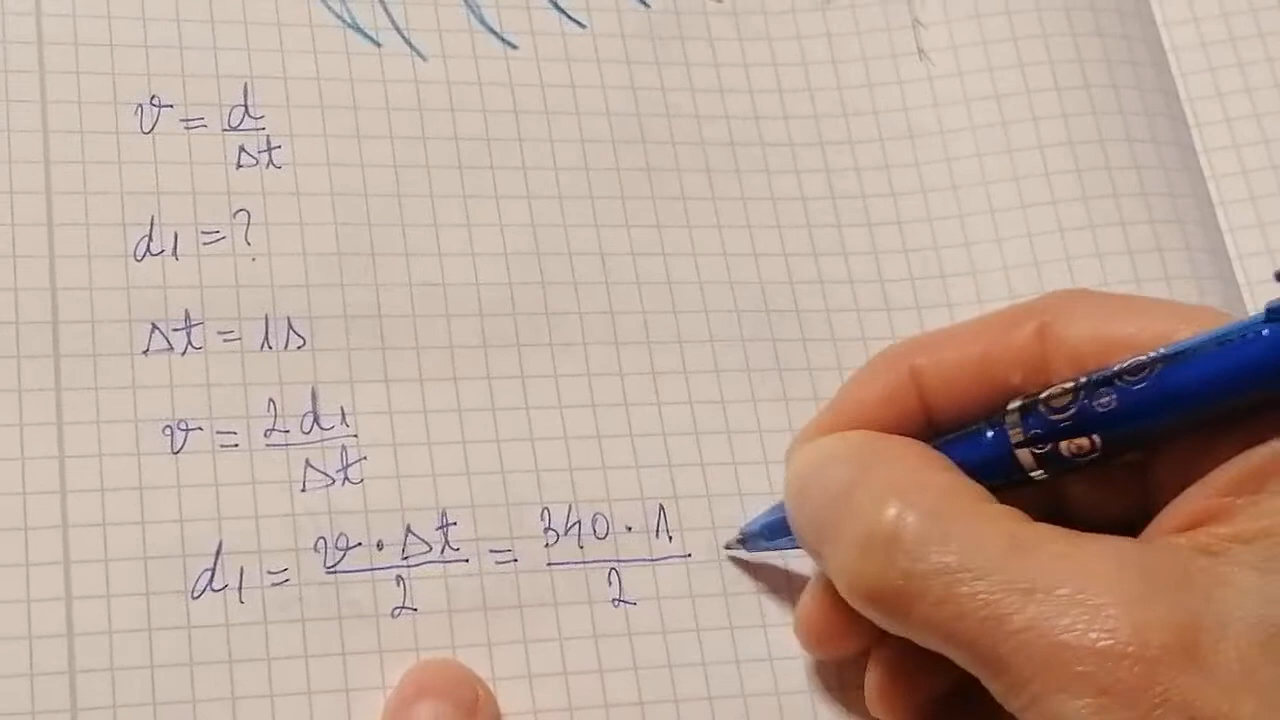 v = d/Δt
d₁ = ?
Δt = 1s
v = 2d₁/Δt
d₁ = v·Δt/2 = 340·1/2